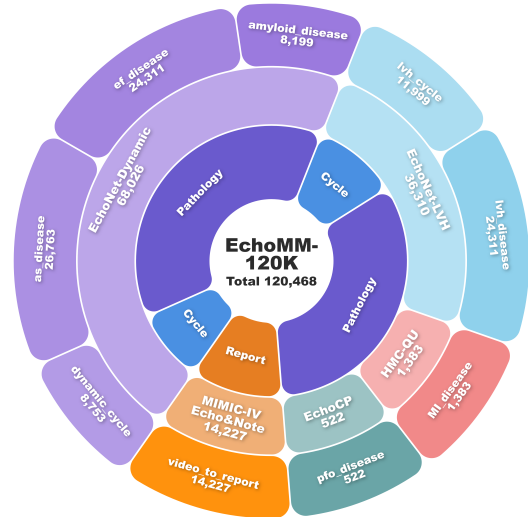 amyloid_disease
8,199
lvh_cycle
11,999
ef_disease
24,311
EchoNet-Dynamic
68,026
EchoNet-LVH
36,310
lvh_disease
24,311
as_disease
26,763
Pathology
Cycle
EchoMM-
120K
Total 120,468
Pathology
Cycle
Report
dynamic_cycle
8,753
MIMIC-IV
Echo&Note
14,227
EchoCP
522
HMC-QU
1,383
MI_disease
1,383
video_to_report
14,227
pfo_disease
522